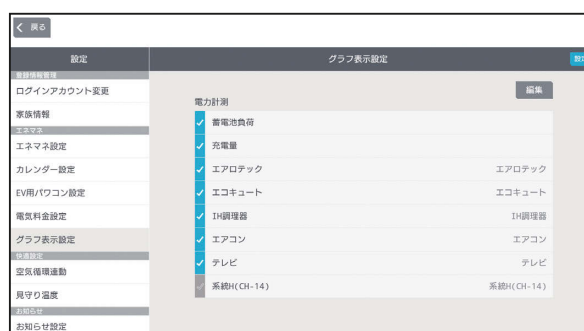 戻る
設定
グラフ表示設定
設定
登録情報管理
ログインアカウント変更
家族情報
エネマネ
エネマネ設定
カレンダー設定
EV用パワコン設定
電気料金設定
グラフ表示設定
快適設定
空気循環連動
見守り温度
お知らせ
お知らせ設定
編集
電力計測
蓄電池負荷
充電量
エアロテック エアロテック
エコキュート エコキュート
IH調理器 IH調理器
エアコン エアコン
テレビ テレビ
系統H(CH-14) 系統H(CH-14)